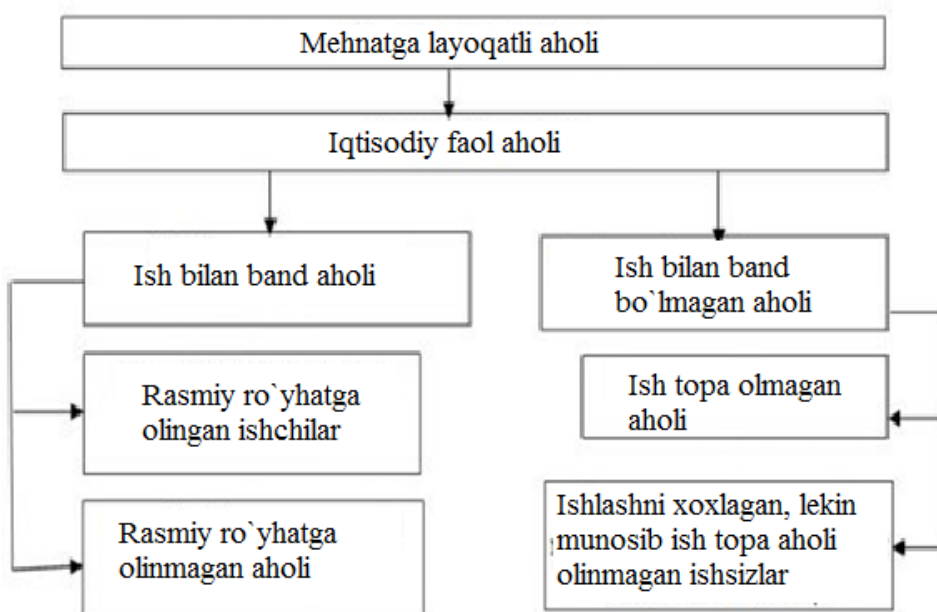 Mehnatga layoqatli aholi
Iqtisodiy faol aholi
Ish bilan band aholi
Ish bilan band
bo`lmagan aholi
Rasmiy ro`yhatga
olingan ishchilar
Ish topa olmagan
aholi
Rasmiy ro`yhatga
olinmagan aholi
Ishlashni xoxlagan, lekin
munosib ish topa aholi
olinmagan ishsizlar